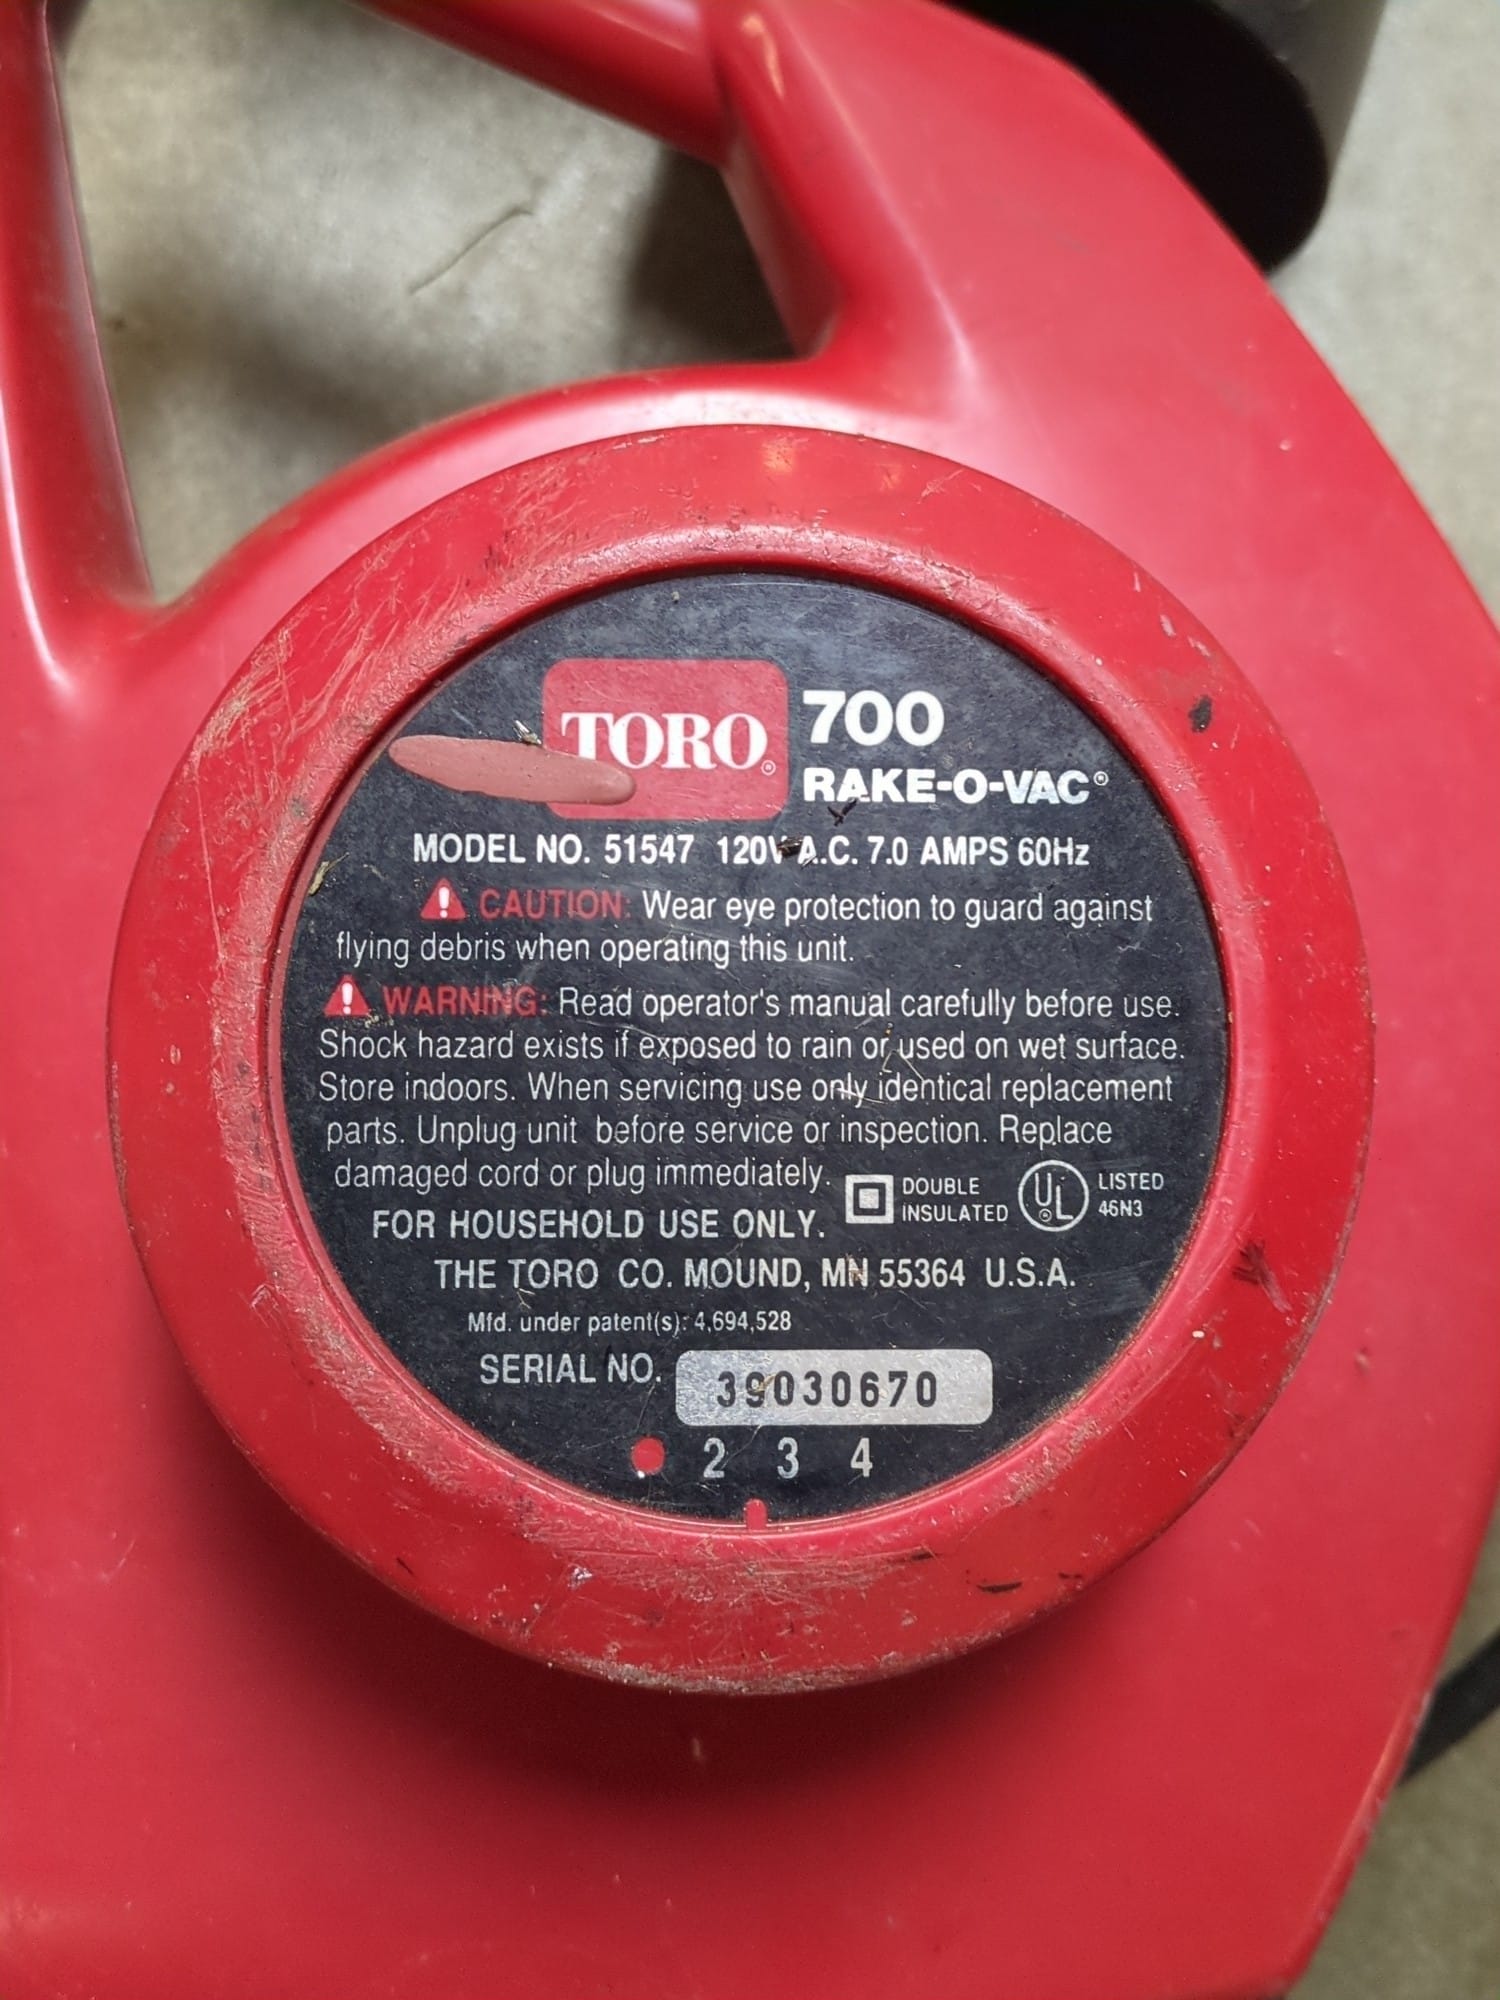 TORO® 700
RAKE-O-VAC®
MODEL NO. 51547 120V A.C. 7.0 AMPS 60Hz
CAUTION: Wear eye protection to guard against
flying debris when operating this unit.
WARNING: Read operator's manual carefully before use.
Shock hazard exists if exposed to rain or used on wet surface.
Store indoors. When servicing use only identical replacement
parts. Unplug unit before service or inspection. Replace
damaged cord or plug immediately.
DOUBLE INSULATED
UL® LISTED 46N3
FOR HOUSEHOLD USE ONLY.
THE TORO CO. MOUND, MN 55364 U.S.A.
Mfd. under patent(s): 4,694,528
SERIAL NO. 39030670
2 3 4